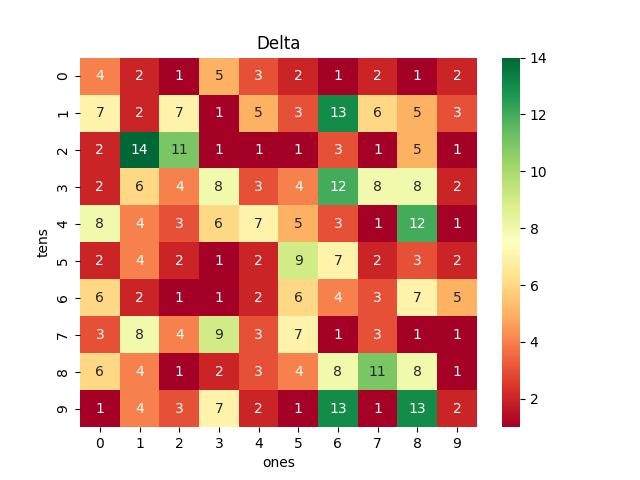 Delta
0 4 2 1 5 3 2 1 2 1 2
1 7 2 7 1 5 3 13 6 5 3
2 2 14 11 1 1 1 3 1 5 1
3 2 6 4 8 3 4 12 8 8 2
4 8 4 3 6 7 5 3 1 12 1
5 2 4 2 1 2 9 7 2 3 2
6 6 2 1 1 2 6 4 3 7 5
7 3 8 4 9 3 7 1 3 1 1
8 6 4 1 2 3 4 8 11 8 1
9 1 4 3 7 2 1 13 1 13 2
0 1 2 3 4 5 6 7 8 9
ones
tens
14
12
10
8
6
4
2